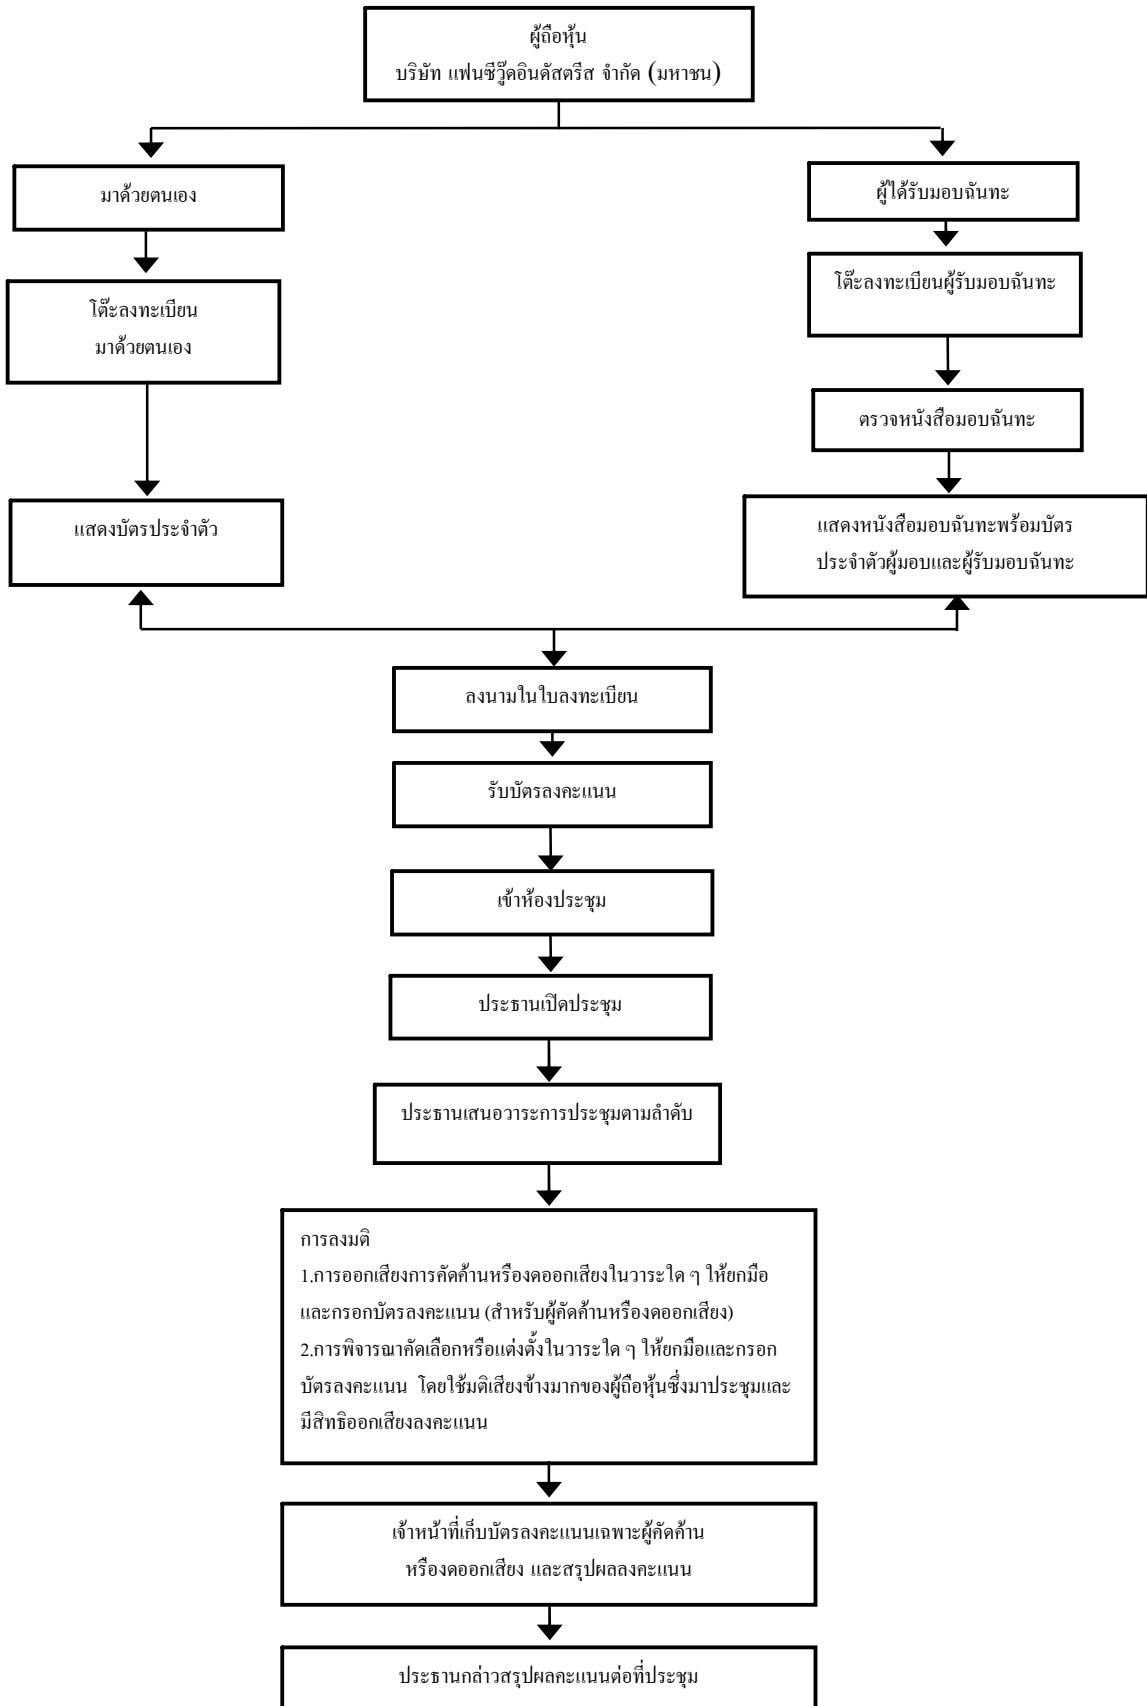 ผู้ถือหุ้น
บริษัท แฟนซีวู๊ดอินดัสตรีส จำกัด (มหาชน)
มาด้วยตนเอง
ผู้ได้รับมอบฉันทะ
โต๊ะลงทะเบียน
มาด้วยตนเอง
โต๊ะลงทะเบียนผู้รับมอบฉันทะ
ตรวจหนังสือมอบฉันทะ
แสดงบัตรประจำตัว
แสดงหนังสือมอบฉันทะพร้อมบัตร
ประจำตัวผู้มอบและผู้รับมอบฉันทะ
ลงนามในใบลงทะเบียน
รับบัตรลงคะแนน
เข้าห้องประชุม
ประธานเปิดประชุม
ประธานเสนอวาระการประชุมตามลำดับ
การลงมติ
1.การออกเสียงการคัดค้านหรืองดออกเสียงในวาระใด ๆ ให้ยกมือ
และกรอกบัตรลงคะแนน (สำหรับผู้คัดค้านหรืองดออกเสียง)
2.การพิจารณาคัดเลือกหรือแต่งตั้งในวาระใด ๆ ให้ยกมือและกรอก
บัตรลงคะแนน โดยใช้มติเสียงข้างมากของผู้ถือหุ้นซึ่งมาประชุมและ
มีสิทธิออกเสียงลงคะแนน
เจ้าหน้าที่เก็บบัตรลงคะแนนเฉพาะผู้คัดค้าน
หรืองดออกเสียง และสรุปผลลงคะแนน
ประธานกล่าวสรุปผลคะแนนต่อที่ประชุม